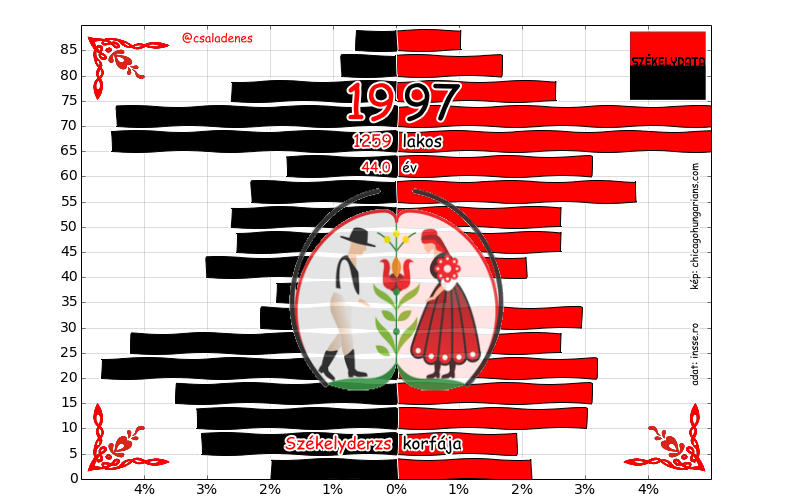 @csaladenes
SZÉKELYDATA
1997
1259 lakos
44.0 év
kép: chicagohungarians.com
adat: insse.ro
Székelyderzs korfája
85
80
75
70
65
60
55
50
45
40
35
30
25
20
15
10
5
0
4% 3% 2% 1% 0% 1% 2% 3% 4%